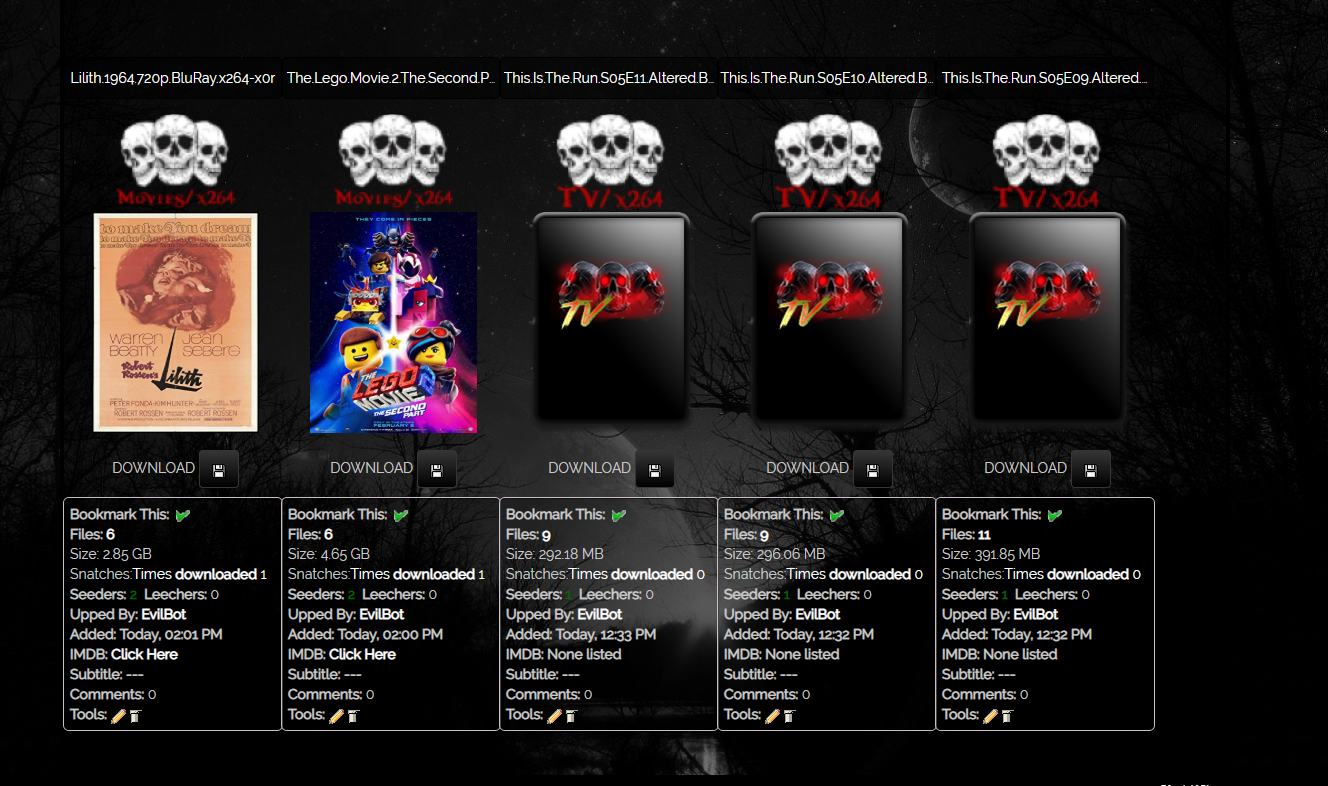 Lilith.1964.720p.BluRay.x264-x0r
The.Lego.Movie.2.The.Second.P...
This.Is.The.Run.S05E11.Altered.B...
This.Is.The.Run.S05E10.Altered.B...
This.Is.The.Run.S05E09.Altered....
Movies/x264
Movies/x264
TV/x264
TV/x264
TV/x264
to make You dream
Warren Jean
Beatty Seberg
Robert
Rossen's Lilith
PETER FONDA·KIM HUNTER
ROBERT ROSSEN ROBERT ROSSEN
THEY COME IN PIECES
THE
LEGO
MOVIE 2
THE SECOND
PART
FEBRUARY 8
TV
TV
TV
DOWNLOAD
DOWNLOAD
DOWNLOAD
DOWNLOAD
DOWNLOAD
Bookmark This:
Files: 6
Size: 2.85 GB
Snatches:Times downloaded 1
Seeders: 2 Leechers: 0
Upped By: EvilBot
Added: Today, 02:01 PM
IMDB: Click Here
Subtitle: ---
Comments: 0
Tools:
Bookmark This:
Files: 6
Size: 4.65 GB
Snatches:Times downloaded 1
Seeders: 2 Leechers: 0
Upped By: EvilBot
Added: Today, 02:00 PM
IMDB: Click Here
Subtitle: ---
Comments: 0
Tools:
Bookmark This:
Files: 9
Size: 292.18 MB
Snatches:Times downloaded 0
Seeders: 1 Leechers: 0
Upped By: EvilBot
Added: Today, 12:33 PM
IMDB: None listed
Subtitle: ---
Comments: 0
Tools:
Bookmark This:
Files: 9
Size: 296.06 MB
Snatches:Times downloaded 0
Seeders: 1 Leechers: 0
Upped By: EvilBot
Added: Today, 12:32 PM
IMDB: None listed
Subtitle: ---
Comments: 0
Tools:
Bookmark This:
Files: 11
Size: 391.85 MB
Snatches:Times downloaded 0
Seeders: 1 Leechers: 0
Upped By: EvilBot
Added: Today, 12:32 PM
IMDB: None listed
Subtitle: ---
Comments: 0
Tools: